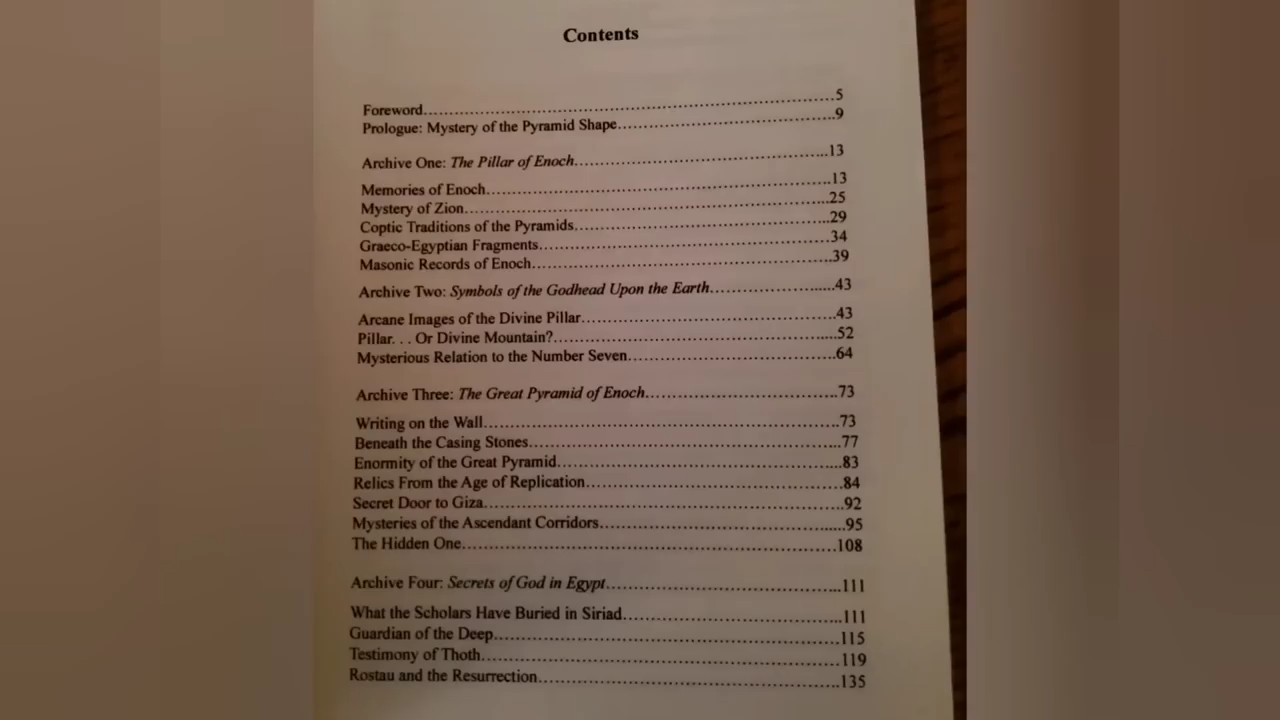 Contents
Foreword..........................................................5
Prologue: Mystery of the Pyramid Shape................................9
Archive One: The Pillar of Enoch......................................13
Memories of Enoch.....................................................13
Mystery of Zion.......................................................25
Coptic Traditions of the Pyramids.....................................29
Graeco-Egyptian Fragments.............................................34
Masonic Records of Enoch..............................................39
Archive Two: Symbols of the Godhead Upon the Earth....................43
Arcane Images of the Divine Pillar....................................43
Pillar. . . Or Divine Mountain?.......................................52
Mysterious Relation to the Number Seven...............................64
Archive Three: The Great Pyramid of Enoch.............................73
Writing on the Wall...................................................73
Beneath the Casing Stones.............................................77
Enormity of the Great Pyramid.........................................83
Relics From the Age of Replication....................................84
Secret Door to Giza...................................................92
Mysteries of the Ascendant Corridors..................................95
The Hidden One........................................................108
Archive Four: Secrets of God in Egypt.................................111
What the Scholars Have Buried in Siriad...............................111
Guardian of the Deep..................................................115
Testimony of Thoth....................................................119
Rostau and the Resurrection...........................................135